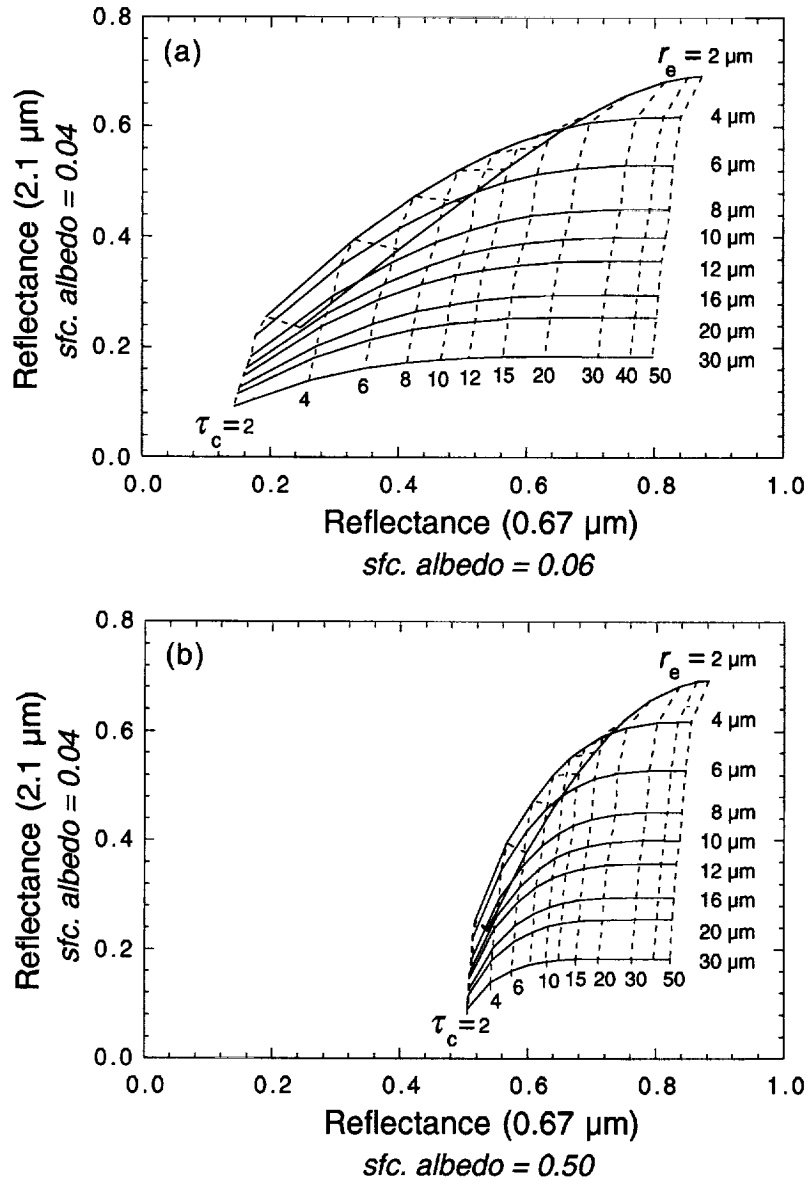 (a)
r_e = 2 µm
4 µm
6 µm
8 µm
10 µm
12 µm
16 µm
20 µm
30 µm
0.8
0.6
0.4
0.2
0.0
Reflectance (2.1 µm)
sfc. albedo = 0.04
τ_c = 2
4 6 8 10 12 15 20 30 40 50
0.0 0.2 0.4 0.6 0.8 1.0
Reflectance (0.67 µm)
sfc. albedo = 0.06
(b)
r_e = 2 µm
4 µm
6 µm
8 µm
10 µm
12 µm
16 µm
20 µm
30 µm
0.8
0.6
0.4
0.2
0.0
Reflectance (2.1 µm)
sfc. albedo = 0.04
τ_c = 2
4 6 10 15 20 30 50
0.0 0.2 0.4 0.6 0.8 1.0
Reflectance (0.67 µm)
sfc. albedo = 0.50